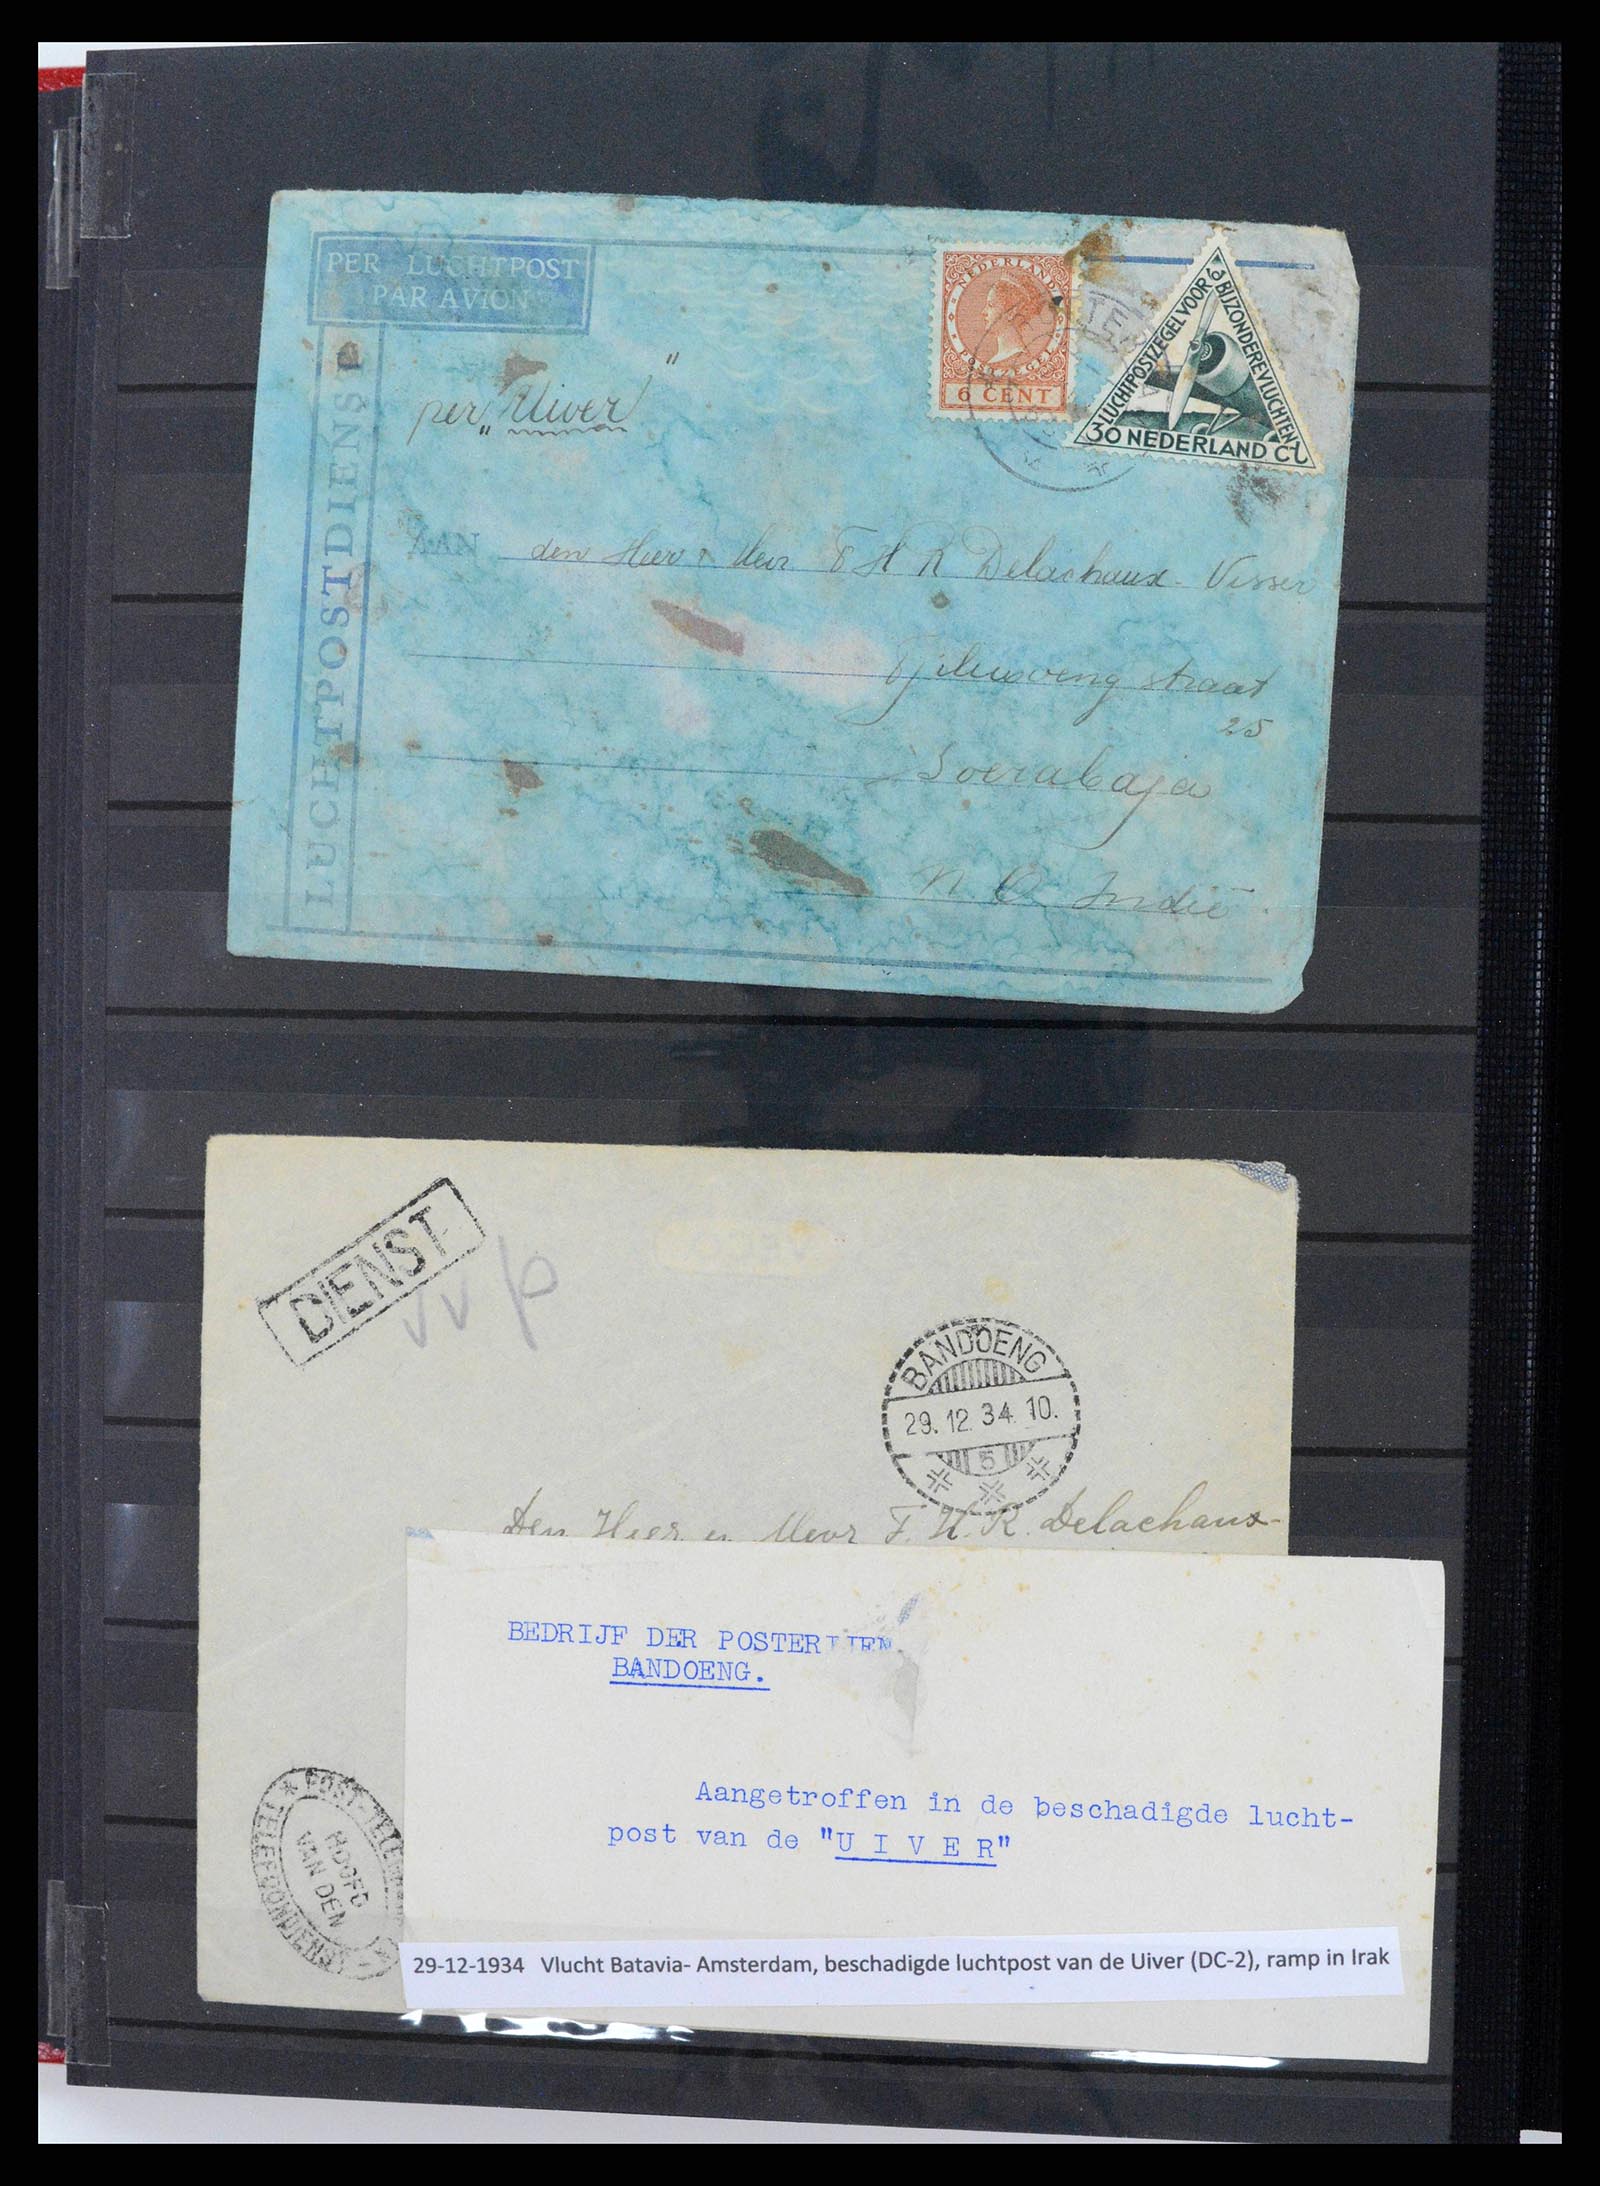 PER LUCHTPOST
PAR AVION
LUCHTPOSTDIENST
per „Uiver"
NEDERLAND
POSTZEGEL
6 CENT
LUCHTPOSTZEGEL VOOR
BIJZONDERE VLUCHTEN
30 NEDERLAND Ct
AAN den Heer & Mevr F H R Delachaux-Visser
straat
25
Soerabaja
N. O. Indië
DIENST
BANDOENG
29.12.34.10.
5
Den Heer en Mevr F. H. R. Delachaux-
BEDRIJF DER POSTERIJEN.
BANDOENG.
Aangetroffen in de beschadigde lucht-
post van de "U I V E R"
HOOFD
VAN DEN
29-12-1934 Vlucht Batavia- Amsterdam, beschadigde luchtpost van de Uiver (DC-2), ramp in Irak